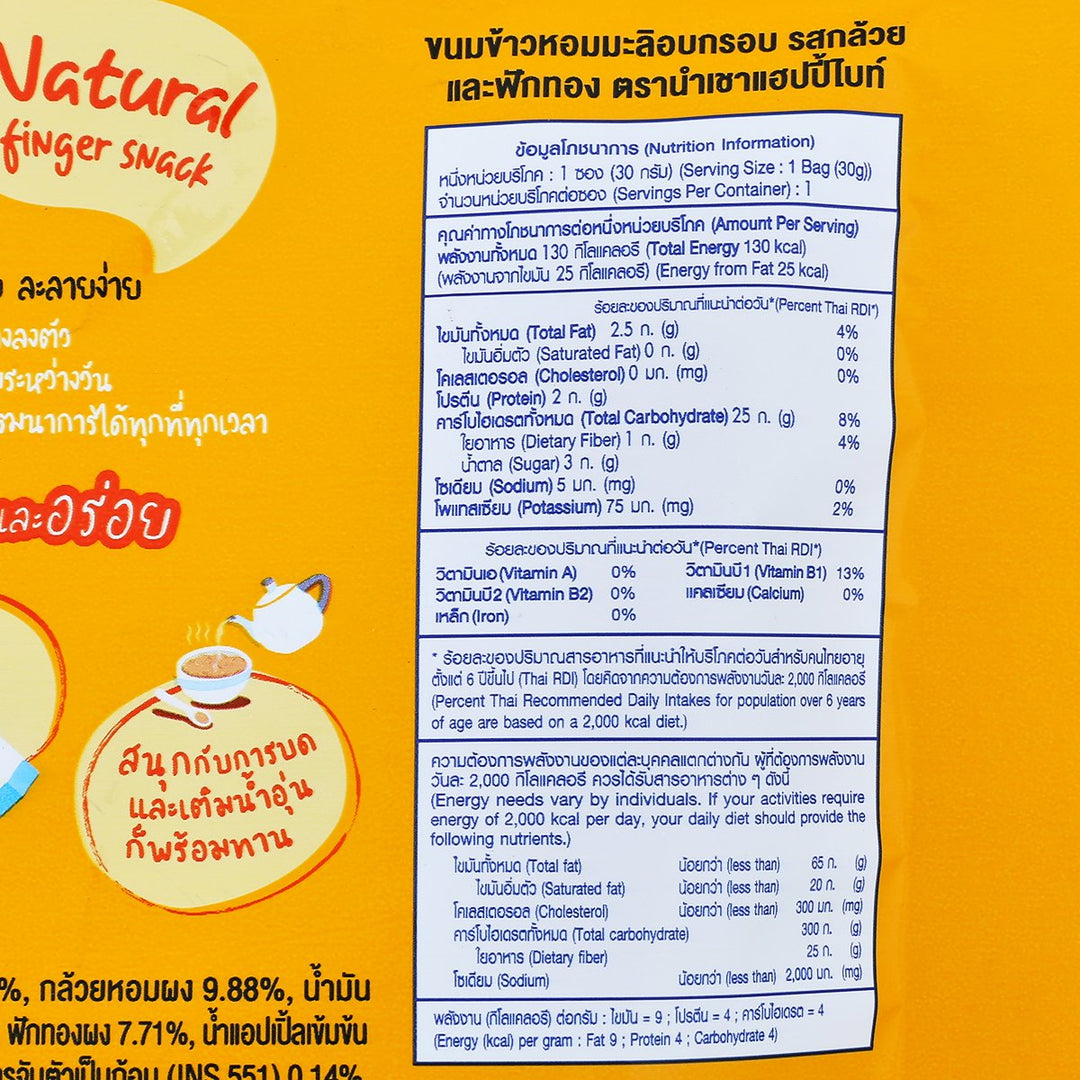 Natural
finger snack
ละลายง่าย
งลงตัว
ระหว่างวัน
รมนาการได้ทุกที่ทุกเวลา
และอร่อย
สนุกกับการบด
และเติมน้ำอุ่น
ก็พร้อมทาน
%, กล้วยหอมผง 9.88%, น้ำมัน
ฟักทองผง 7.71%, น้ำแอปเปิ้ลเข้มข้น
รจับตัวเป็นก้อน (INS 551) 0.14%
ขนมข้าวหอมมะลิอบกรอบ รสกล้วย
และฟักทอง ตรานำเชาแฮปปี้ไบท์
ข้อมูลโภชนาการ (Nutrition Information)
หนึ่งหน่วยบริโภค : 1 ซอง (30 กรัม) (Serving Size : 1 Bag (30g))
จำนวนหน่วยบริโภคต่อซอง (Servings Per Container) : 1
คุณค่าทางโภชนาการต่อหนึ่งหน่วยบริโภค (Amount Per Serving)
พลังงานทั้งหมด 130 กิโลแคลอรี (Total Energy 130 kcal)
(พลังงานจากไขมัน 25 กิโลแคลอรี) (Energy from Fat 25 kcal)
ร้อยละของปริมาณที่แนะนำต่อวัน*(Percent Thai RDI*)
ไขมันทั้งหมด (Total Fat) 2.5 ก. (g) 4%
ไขมันอิ่มตัว (Saturated Fat) 0 ก. (g) 0%
โคเลสเตอรอล (Cholesterol) 0 มก. (mg) 0%
โปรตีน (Protein) 2 ก. (g)
คาร์โบไฮเดรตทั้งหมด (Total Carbohydrate) 25 ก. (g) 8%
ใยอาหาร (Dietary Fiber) 1 ก. (g) 4%
น้ำตาล (Sugar) 3 ก. (g)
โซเดียม (Sodium) 5 มก. (mg) 0%
โพแทสเซียม (Potassium) 75 มก. (mg) 2%
ร้อยละของปริมาณที่แนะนำต่อวัน*(Percent Thai RDI*)
วิตามินเอ (Vitamin A) 0% วิตามินบี1 (Vitamin B1) 13%
วิตามินบี2 (Vitamin B2) 0% แคลเซียม (Calcium) 0%
เหล็ก (Iron) 0%
* ร้อยละของปริมาณสารอาหารที่แนะนำให้บริโภคต่อวันสำหรับคนไทยอายุ
ตั้งแต่ 6 ปีขึ้นไป (Thai RDI) โดยคิดจากความต้องการพลังงานวันละ 2,000 กิโลแคลอรี
(Percent Thai Recommended Daily Intakes for population over 6 years
of age are based on a 2,000 kcal diet.)
ความต้องการพลังงานของแต่ละบุคคลแตกต่างกัน ผู้ที่ต้องการพลังงาน
วันละ 2,000 กิโลแคลอรี ควรได้รับสารอาหารต่าง ๆ ดังนี้
(Energy needs vary by individuals. If your activities require
energy of 2,000 kcal per day, your daily diet should provide the
following nutrients.)
ไขมันทั้งหมด (Total fat) น้อยกว่า (less than) 65 ก. (g)
ไขมันอิ่มตัว (Saturated fat) น้อยกว่า (less than) 20 ก. (g)
โคเลสเตอรอล (Cholesterol) น้อยกว่า (less than) 300 มก. (mg)
คาร์โบไฮเดรตทั้งหมด (Total carbohydrate) 300 ก. (g)
ใยอาหาร (Dietary fiber) 25 ก. (g)
โซเดียม (Sodium) น้อยกว่า (less than) 2,000 มก. (mg)
พลังงาน (กิโลแคลอรี) ต่อกรัม : ไขมัน = 9 ; โปรตีน = 4 ; คาร์โบไฮเดรต = 4
(Energy (kcal) per gram : Fat 9 ; Protein 4 ; Carbohydrate 4)